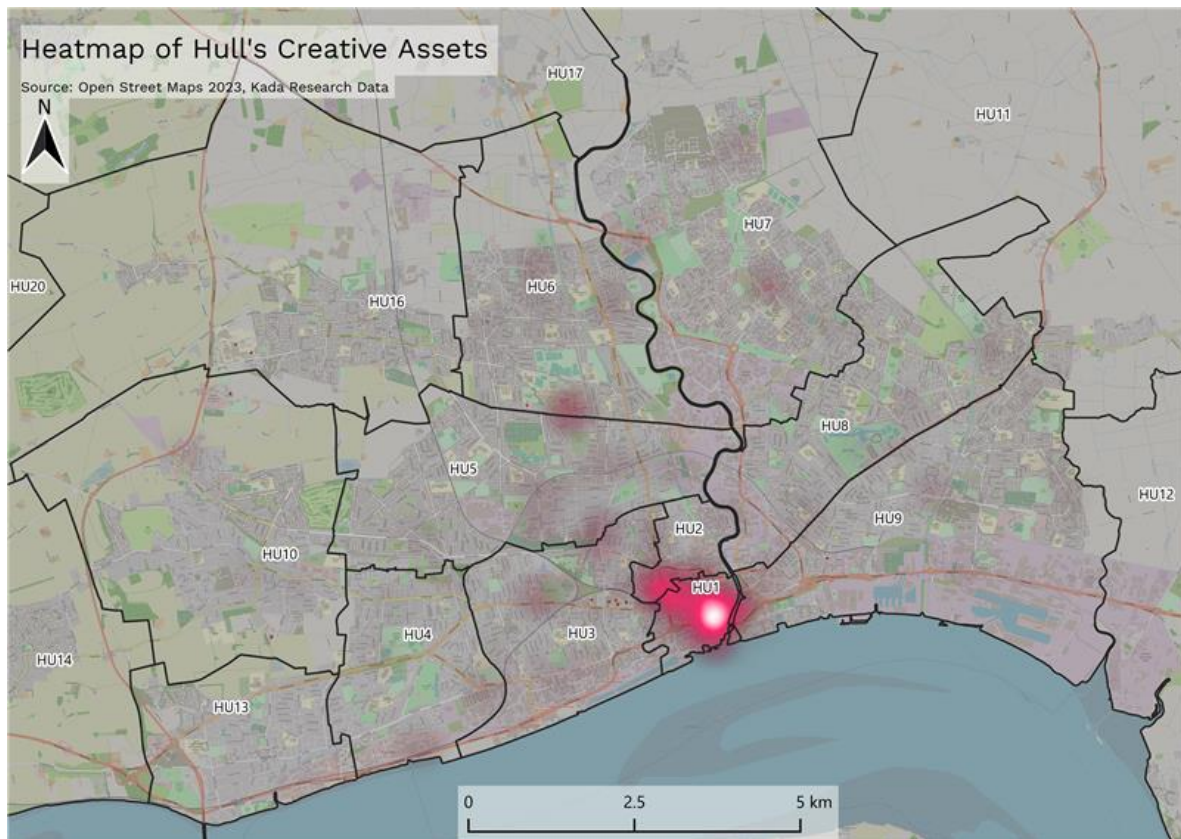 Heatmap of Hull's Creative Assets
Source: Open Street Maps 2023, Kada Research Data
N
HU17
HU11
HU7
HU20
HU6
HU16
HU8
HU5
HU12
HU2
HU9
HU10
HU1
HU4
HU3
HU14
HU13
0 2.5 5 km